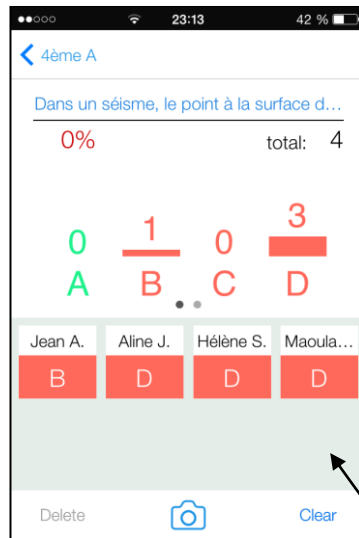 23:13 42 %
4ème A
Dans un séisme, le point à la surface d...
0% total: 4
0 1 0 3
A B C D
Jean A. Aline J. Hélène S. Maoula...
B D D D
Delete Clear